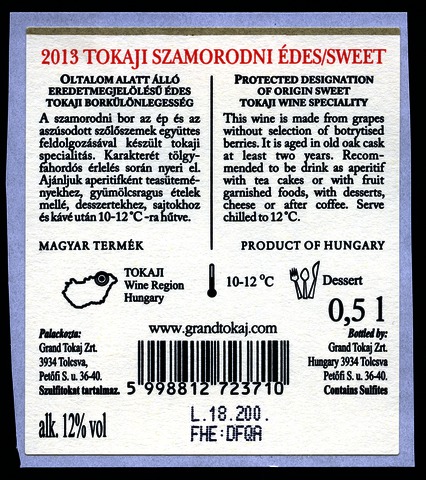 2013 TOKAJI SZAMORODNI ÉDES/SWEET
OLTALOM ALATT ÁLLÓ
EREDETMEGJELÖLÉSŰ ÉDES
TOKAJI BORKÜLÖNLEGESSÉG
A szamorodni bor az ép és az
aszúsodott szőlőszemek együttes
feldolgozásával készült tokaji
specialitás. Karakterét tölgy-
fahordós érlelés során nyeri el.
Ajánljuk aperitifként teasütemé-
nyekhez, gyümölcsragus ételek
mellé, desszertekhez, sajtokhoz
és kávé után 10-12°C -ra hűtve.
MAGYAR TERMÉK
PROTECTED DESIGNATION
OF ORIGIN SWEET
TOKAJI WINE SPECIALITY
This wine is made from grapes
without selection of botrytised
berries. It is aged in old oak cask
at least two years. Recom-
mended to be drink as aperitif
with tea cakes or with fruit
garnished foods, with desserts,
cheese or after coffee. Serve
chilled to 12°C.
PRODUCT OF HUNGARY
TOKAJI
Wine Region
Hungary
10-12 °C
Dessert
0,5 l
www.grandtokaj.com
Palackozta:
Grand Tokaj Zrt.
3934 Tolcsva,
Petőfi S. u. 36-40.
Szulfitokat tartalmaz.
Bottled by:
Grand Tokaj Zrt.
Hungary 3934 Tolcsva
Petőfi S. u. 36-40.
Contains Sulfites
5 998812 723710
alk. 12% vol
L.18.200.
FHE:DFQA